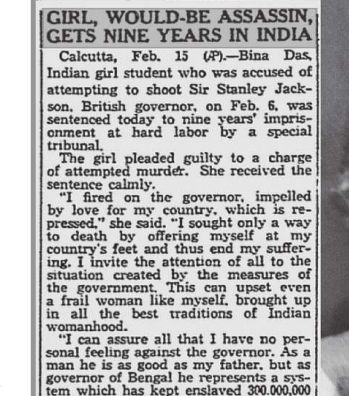 GIRL, WOULD-BE ASSASSIN,
GETS NINE YEARS IN INDIA
Calcutta, Feb. 15 (AP).—Bina Das,
Indian girl student who was accused of
attempting to shoot Sir Stanley Jack-
son, British governor, on Feb. 6, was
sentenced today to nine years' impris-
onment at hard labor by a special
tribunal.
The girl pleaded guilty to a charge
of attempted murder. She received the
sentence calmly.
"I fired on the governor, impelled
by love for my country, which is re-
pressed," she said. "I sought only a way
to death by offering myself at my
country's feet and thus end my suffer-
ing. I invite the attention of all to the
situation created by the measures of
the government. This can upset even
a frail woman like myself, brought up
in all the best traditions of Indian
womanhood.
"I can assure all that I have no per-
sonal feeling against the governor. As a
man he is as good as my father, but as
governor of Bengal he represents a sys-
tem which has kept enslaved 300,000,000